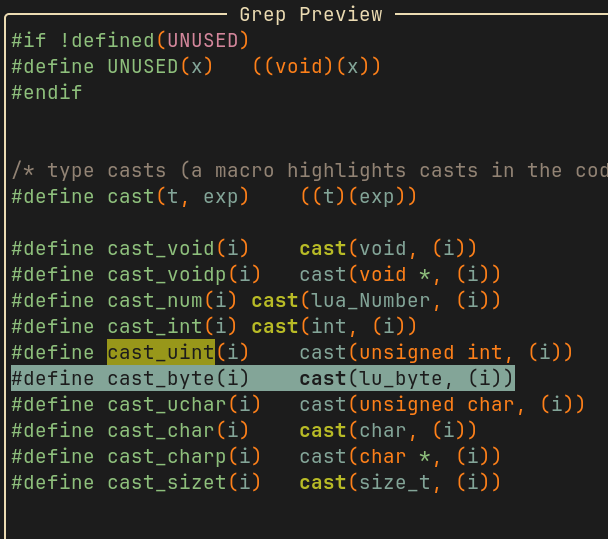 Grep Preview
#if !defined(UNUSED)
#define UNUSED(x)   ((void)(x))
#endif
/* type casts (a macro highlights casts in the cod
#define cast(t, exp)    ((t)(exp))
#define cast_void(i)    cast(void, (i))
#define cast_voidp(i)   cast(void *, (i))
#define cast_num(i) cast(lua_Number, (i))
#define cast_int(i) cast(int, (i))
#define cast_uint(i)    cast(unsigned int, (i))
#define cast_byte(i)    cast(lu_byte, (i))
#define cast_uchar(i)   cast(unsigned char, (i))
#define cast_char(i)    cast(char, (i))
#define cast_charp(i)   cast(char *, (i))
#define cast_sizet(i)   cast(size_t, (i))